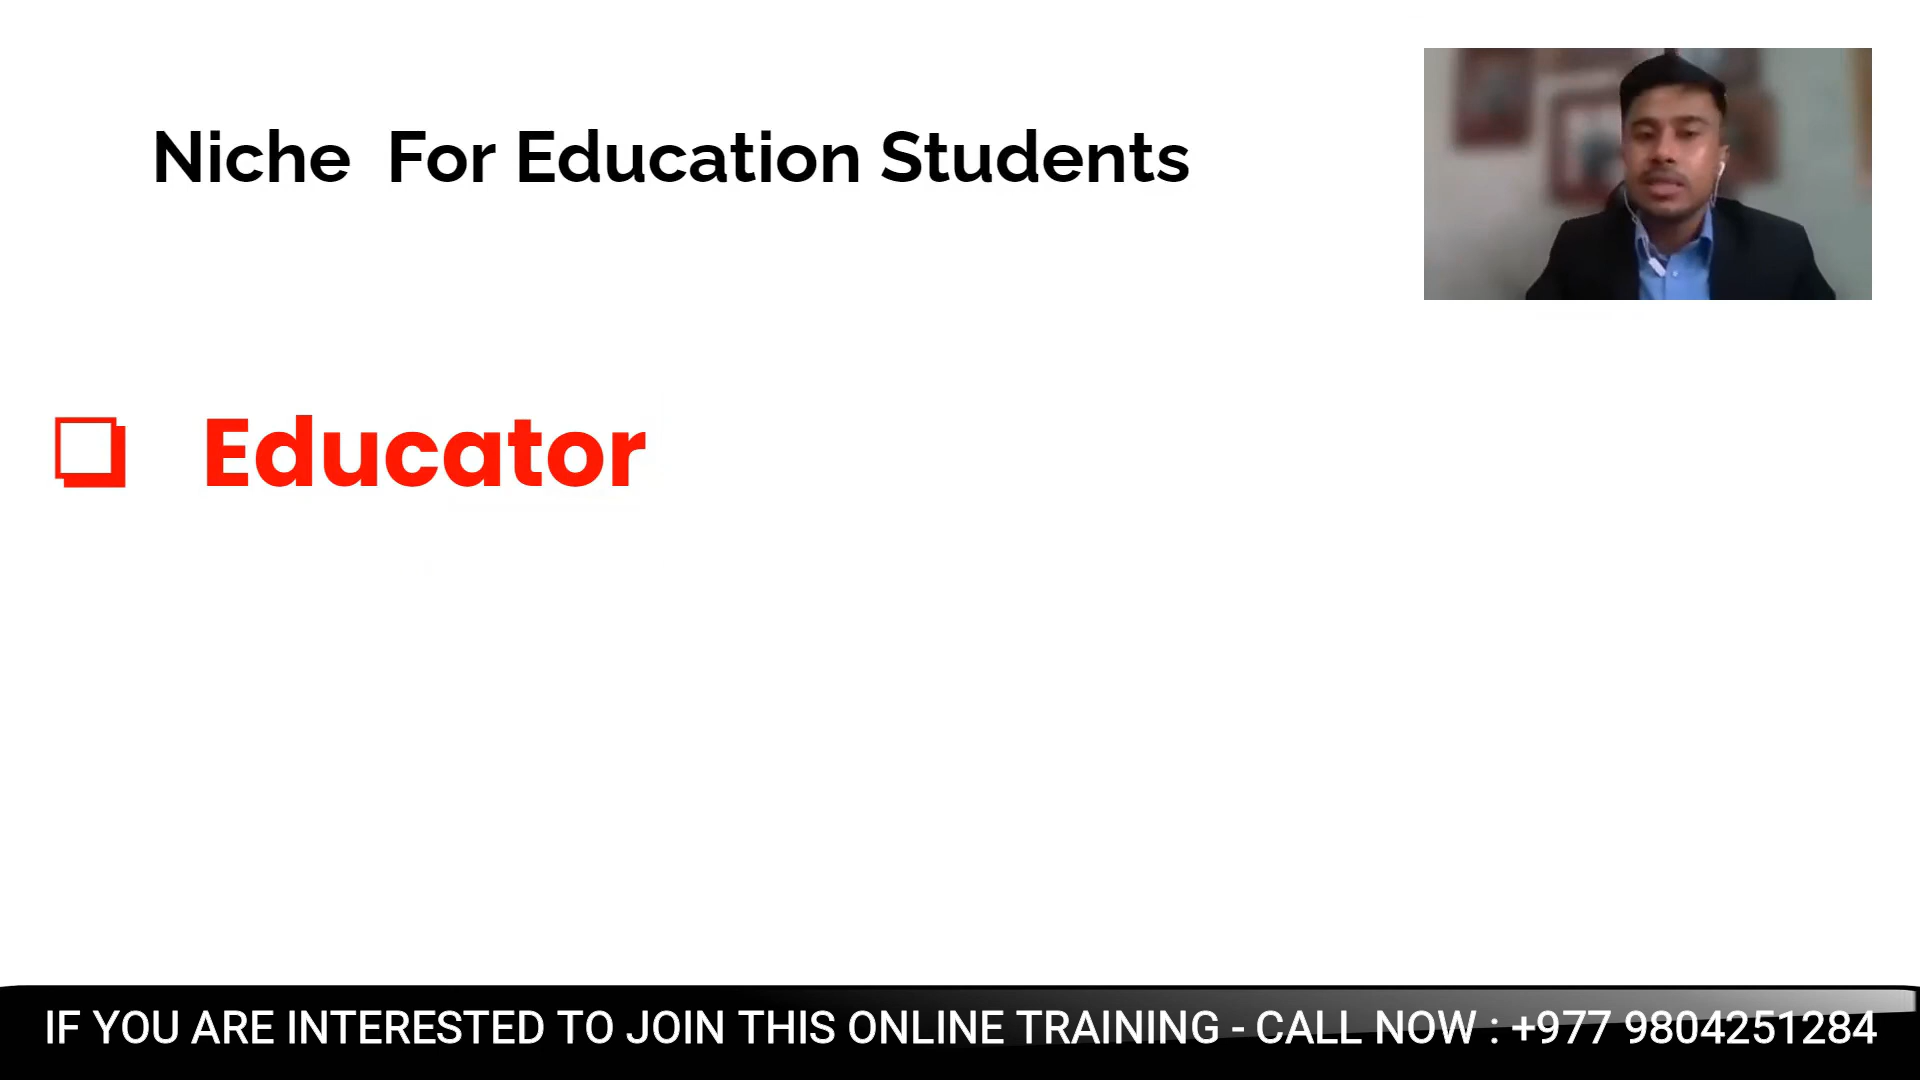 Niche For Education Students
❏ Educator
IF YOU ARE INTERESTED TO JOIN THIS ONLINE TRAINING - CALL NOW : +977 9804251284